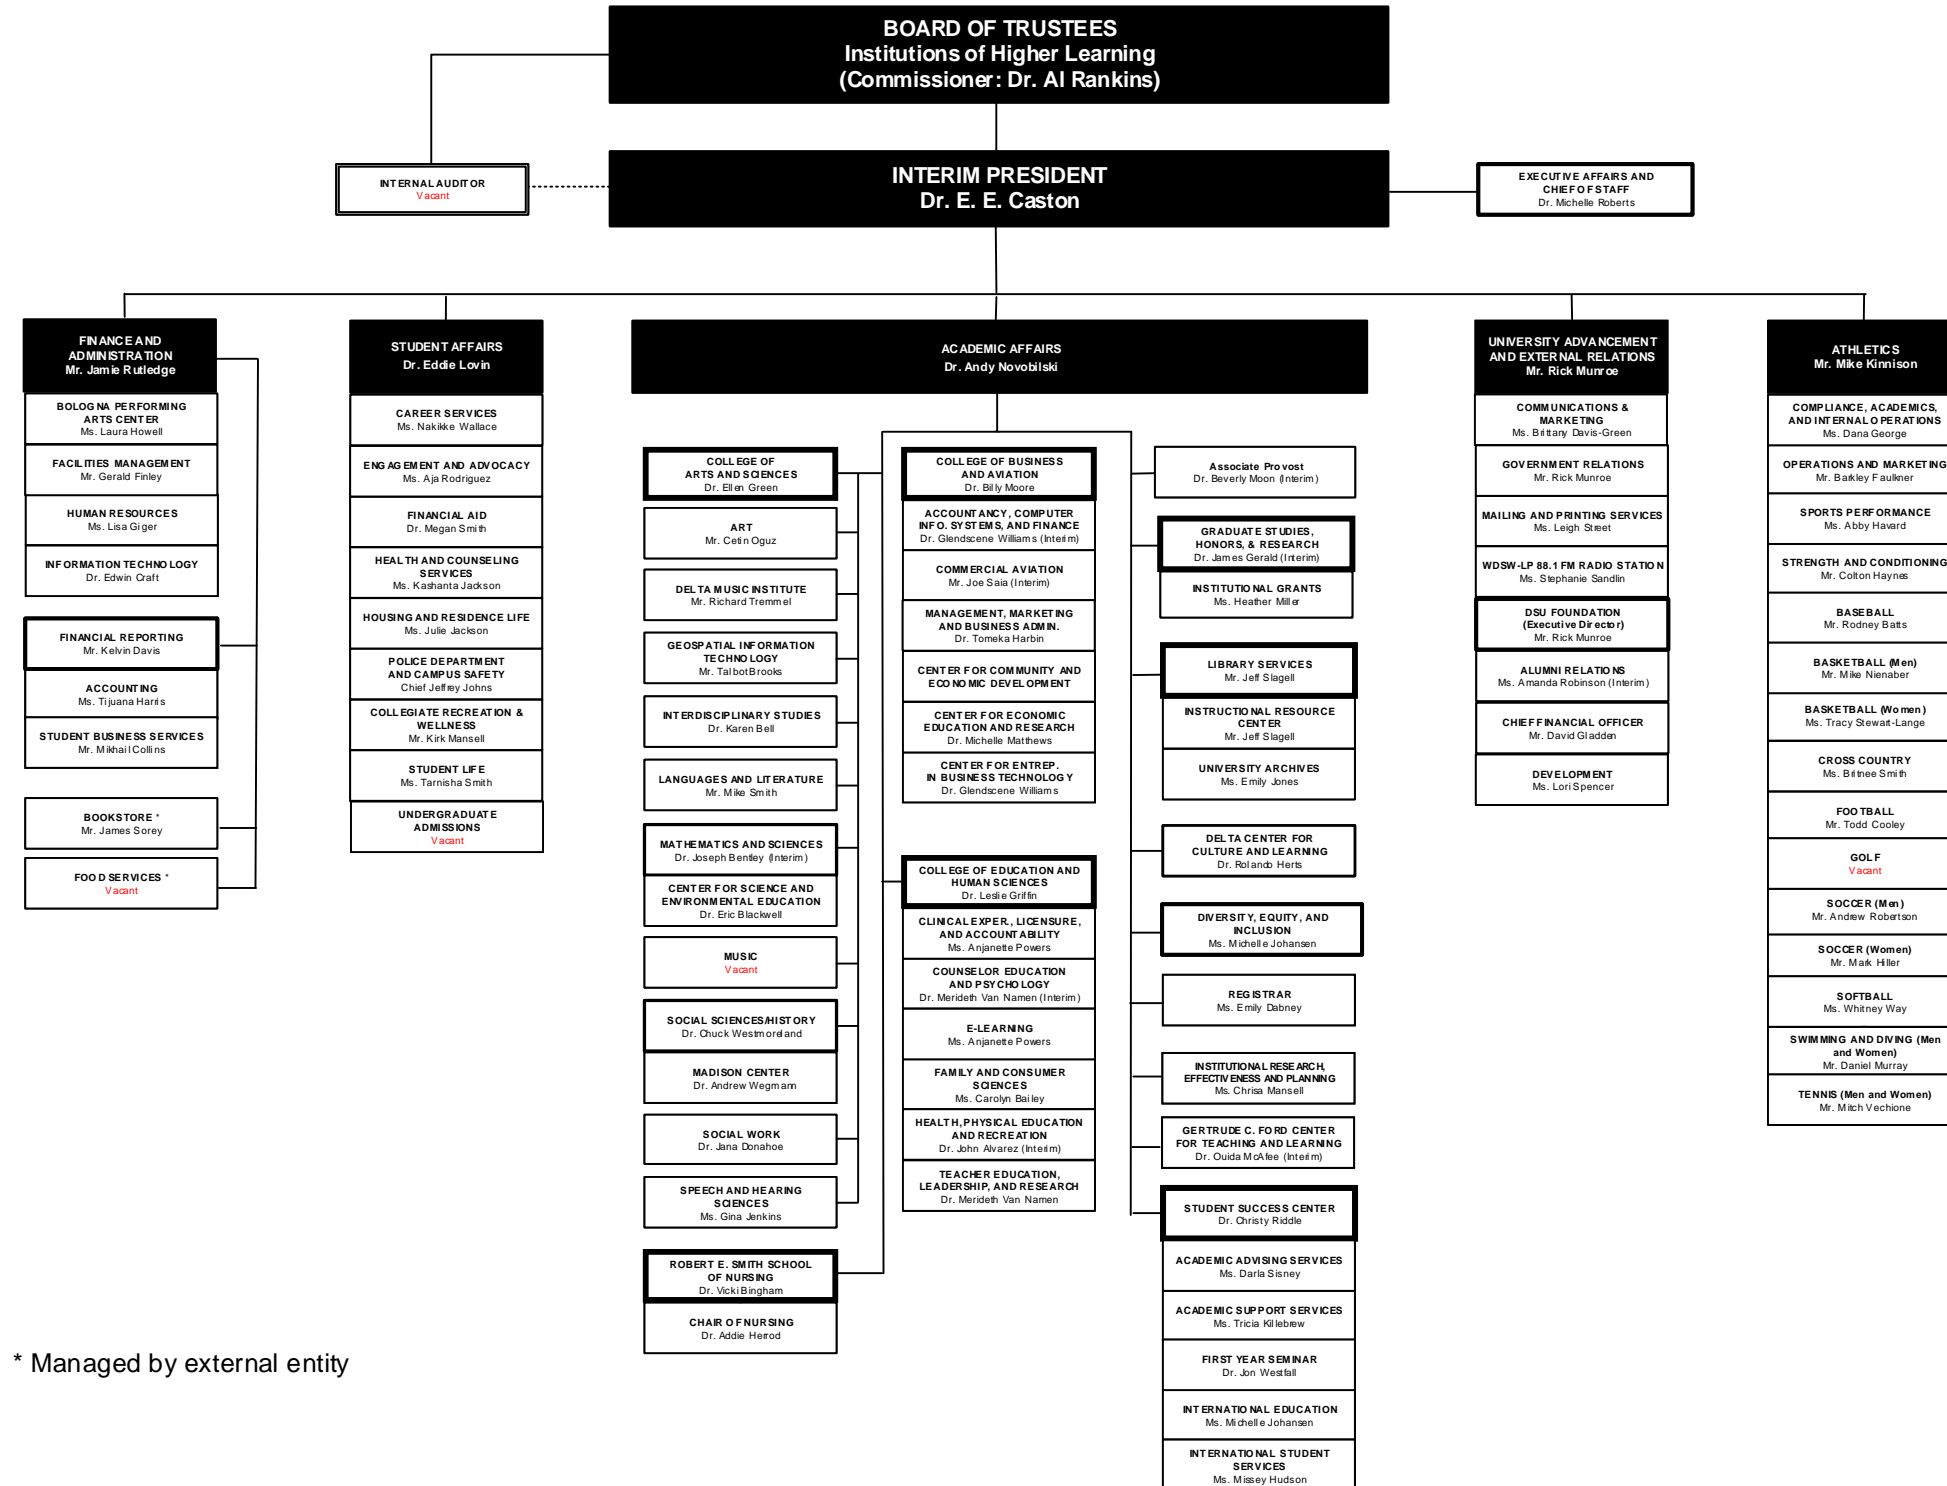 BOARD OF TRUSTEES
Institutions of Higher Learning
(Commissioner: Dr. Al Rankins)
INTERNAL AUDITOR
Vacant
INTERIM PRESIDENT
Dr. E. E. Caston
EXECUTIVE AFFAIRS AND
CHIEF OF STAFF
Dr. Michelle Roberts
FINANCE AND
ADMINISTRATION
Mr. Jamie Rutledge
BOLOGNA PERFORMING
ARTS CENTER
Ms. Laura Howell
FACILITIES MANAGEMENT
Mr. Gerald Finley
HUMAN RESOURCES
Ms. Lisa Giger
INFORMATION TECHNOLOGY
Dr. Edwin Craft
FINANCIAL REPORTING
Mr. Kelvin Davis
ACCOUNTING
Ms. Tijuana Harris
STUDENT BUSINESS SERVICES
Mr. Mikhail Collins
BOOKSTORE *
Mr. James Sorey
FOOD SERVICES *
Vacant
STUDENT AFFAIRS
Dr. Eddie Lovin
CAREER SERVICES
Ms. Nakikke Wallace
ENGAGEMENT AND ADVOCACY
Ms. Aja Rodriguez
FINANCIAL AID
Dr. Megan Smith
HEALTH AND COUNSELING
SERVICES
Ms. Kashanta Jackson
HOUSING AND RESIDENCE LIFE
Ms. Julie Jackson
POLICE DEPARTMENT
AND CAMPUS SAFETY
Chief Jeffrey Johns
COLLEGIATE RECREATION &
WELLNESS
Mr. Kirk Mansell
STUDENT LIFE
Ms. Tarnisha Smith
UNDERGRADUATE
ADMISSIONS
Vacant
ACADEMIC AFFAIRS
Dr. Andy Novobilski
COLLEGE OF
ARTS AND SCIENCES
Dr. Ellen Green
ART
Mr. Cetin Oguz
DELTA MUSIC INSTITUTE
Mr. Richard Tremmel
GEOSPATIAL INFORMATION
TECHNOLOGY
Mr. Talbot Brooks
INTERDISCIPLINARY STUDIES
Dr. Karen Bell
LANGUAGES AND LITERATURE
Mr. Mike Smith
MATHEMATICS AND SCIENCES
Dr. Joseph Bentley (Interim)
CENTER FOR SCIENCE AND
ENVIRONMENTAL EDUCATION
Dr. Eric Blackwell
MUSIC
Vacant
SOCIAL SCIENCES/HISTORY
Dr. Chuck Westmoreland
MADISON CENTER
Dr. Andrew Wegmann
SOCIAL WORK
Dr. Jana Donahoe
SPEECH AND HEARING
SCIENCES
Ms. Gina Jenkins
ROBERT E. SMITH SCHOOL
OF NURSING
Dr. Vicki Bingham
CHAIR OF NURSING
Dr. Addie Herrod
COLLEGE OF BUSINESS
AND AVIATION
Dr. Billy Moore
ACCOUNTANCY, COMPUTER
INFO. SYSTEMS, AND FINANCE
Dr. Glendscene Williams (Interim)
COMMERCIAL AVIATION
Mr. Joe Saia (Interim)
MANAGEMENT, MARKETING
AND BUSINESS ADMIN.
Dr. Tomeka Harbin
CENTER FOR COMMUNITY AND
ECONOMIC DEVELOPMENT
CENTER FOR ECONOMIC
EDUCATION AND RESEARCH
Dr. Michelle Matthews
CENTER FOR ENTREP.
IN BUSINESS TECHNOLOGY
Dr. Glendscene Williams
COLLEGE OF EDUCATION AND
HUMAN SCIENCES
Dr. Leslie Griffin
CLINICAL EXPER., LICENSURE,
AND ACCOUNTABILITY
Ms. Anjanette Powers
COUNSELOR EDUCATION
AND PSYCHOLOGY
Dr. Merideth Van Namen (Interim)
E-LEARNING
Ms. Anjanette Powers
FAMILY AND CONSUMER
SCIENCES
Ms. Carolyn Bailey
HEALTH, PHYSICAL EDUCATION
AND RECREATION
Dr. John Alvarez (Interim)
TEACHER EDUCATION,
LEADERSHIP, AND RESEARCH
Dr. Merideth Van Namen
Associate Provost
Dr. Beverly Moon (Interim)
GRADUATE STUDIES,
HONORS, & RESEARCH
Dr. James Gerald (Interim)
INSTITUTIONAL GRANTS
Ms. Heather Miller
LIBRARY SERVICES
Mr. Jeff Slagell
INSTRUCTIONAL RESOURCE
CENTER
Mr. Jeff Slagell
UNIVERSITY ARCHIVES
Ms. Emily Jones
DELTA CENTER FOR
CULTURE AND LEARNING
Dr. Rolando Herts
DIVERSITY, EQUITY, AND
INCLUSION
Ms. Michelle Johansen
REGISTRAR
Ms. Emily Dabney
INSTITUTIONAL RESEARCH,
EFFECTIVENESS AND PLANNING
Ms. Chrisa Mansell
GERTRUDE C. FORD CENTER
FOR TEACHING AND LEARNING
Dr. Ouida McAfee (Interim)
STUDENT SUCCESS CENTER
Dr. Christy Riddle
ACADEMIC ADVISING SERVICES
Ms. Darla Sisney
ACADEMIC SUPPORT SERVICES
Ms. Tricia Killebrew
FIRST YEAR SEMINAR
Dr. Jon Westfall
INTERNATIONAL EDUCATION
Ms. Michelle Johansen
INTERNATIONAL STUDENT
SERVICES
Ms. Missey Hudson
UNIVERSITY ADVANCEMENT
AND EXTERNAL RELATIONS
Mr. Rick Munroe
COMMUNICATIONS &
MARKETING
Ms. Brittany Davis-Green
GOVERNMENT RELATIONS
Mr. Rick Munroe
MAILING AND PRINTING SERVICES
Ms. Leigh Street
WDSW-LP 88.1 FM RADIO STATION
Ms. Stephanie Sandlin
DSU FOUNDATION
(Executive Director)
Mr. Rick Munroe
ALUMNI RELATIONS
Ms. Amanda Robinson (Interim)
CHIEF FINANCIAL OFFICER
Mr. David Gladden
DEVELOPMENT
Ms. Lori Spencer
ATHLETICS
Mr. Mike Kinnison
COMPLIANCE, ACADEMICS,
AND INTERNAL OPERATIONS
Ms. Dana George
OPERATIONS AND MARKETING
Mr. Barkley Faulkner
SPORTS PERFORMANCE
Ms. Abby Havard
STRENGTH AND CONDITIONING
Mr. Colton Haynes
BASEBALL
Mr. Rodney Batts
BASKETBALL (Men)
Mr. Mike Nienaber
BASKETBALL (Women)
Ms. Tracy Stewart-Lange
CROSS COUNTRY
Ms. Britnee Smith
FOOTBALL
Mr. Todd Cooley
GOLF
Vacant
SOCCER (Men)
Mr. Andrew Robertson
SOCCER (Women)
Mr. Mark Hiller
SOFTBALL
Ms. Whitney Way
SWIMMING AND DIVING (Men
and Women)
Mr. Daniel Murray
TENNIS (Men and Women)
Mr. Mitch Vechione
* Managed by external entity